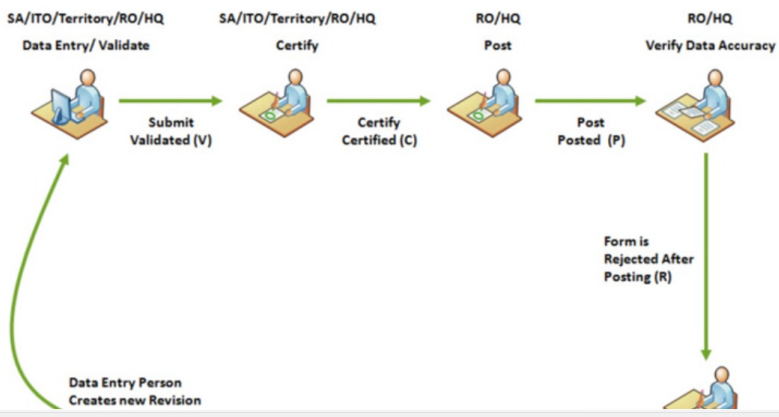 SA/ITO/Territory/RO/HQ
Data Entry/ Validate
SA/ITO/Territory/RO/HQ
Certify
RO/HQ
Post
RO/HQ
Verify Data Accuracy
Submit
Validated (V)
Certify
Certified (C)
Post
Posted (P)
Form is
Rejected After
Posting (R)
Data Entry Person
Creates new Revision